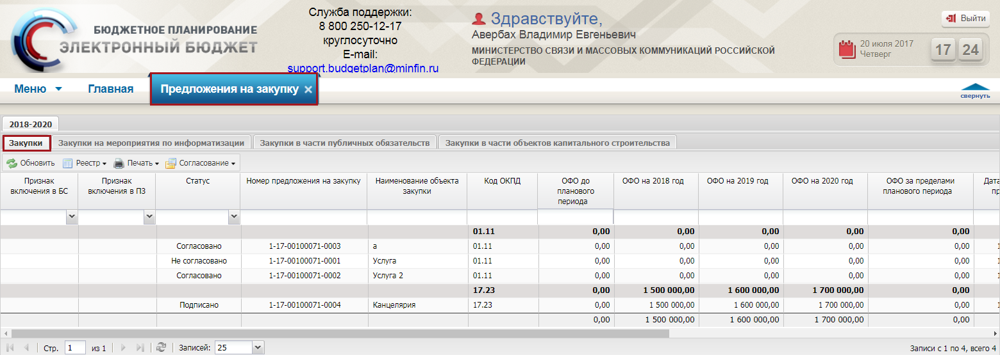 БЮДЖЕТНОЕ ПЛАНИРОВАНИЕ
ЭЛЕКТРОННЫЙ БЮДЖЕТ
Служба поддержки:
8 800 250-12-17
круглосуточно
E-mail:
support.budgetplan@minfin.ru
Здравствуйте,
Авербах Владимир Евгеньевич
МИНИСТЕРСТВО СВЯЗИ И МАССОВЫХ КОММУНИКАЦИЙ РОССИЙСКОЙ
ФЕДЕРАЦИИ
Выйти
20 июля 2017
Четверг
17 24
Меню Главная Предложения на закупку
свернуть
2018-2020
Закупки Закупки на мероприятия по информатизации Закупки в части публичных обязательств Закупки в части объектов капитального строительства
Обновить Реестр Печать Согласование
Признак включения в БС Признак включения в ПЗ Статус Номер предложения на закупку Наименование объекта закупки Код ОКПД ОФО до планового периода ОФО на 2018 год ОФО на 2019 год ОФО на 2020 год ОФО за пределами планового периода
01.11 0,00 0,00 0,00 0,00 0,00
Согласовано 1-17-00100071-0003 а 01.11 0,00 0,00 0,00 0,00 0,00
Не согласовано 1-17-00100071-0001 Услуга 01.11 0,00 0,00 0,00 0,00 0,00
Согласовано 1-17-00100071-0002 Услуга 2 01.11 0,00 0,00 0,00 0,00 0,00
17.23 0,00 1 500 000,00 1 600 000,00 1 700 000,00 0,00
Подписано 1-17-00100071-0004 Канцелярия 17.23 0,00 1 500 000,00 1 600 000,00 1 700 000,00 0,00
0,00 1 500 000,00 1 600 000,00 1 700 000,00 0,00
Стр. 1 из 1 Записей: 25 Записи с 1 по 4, всего 4